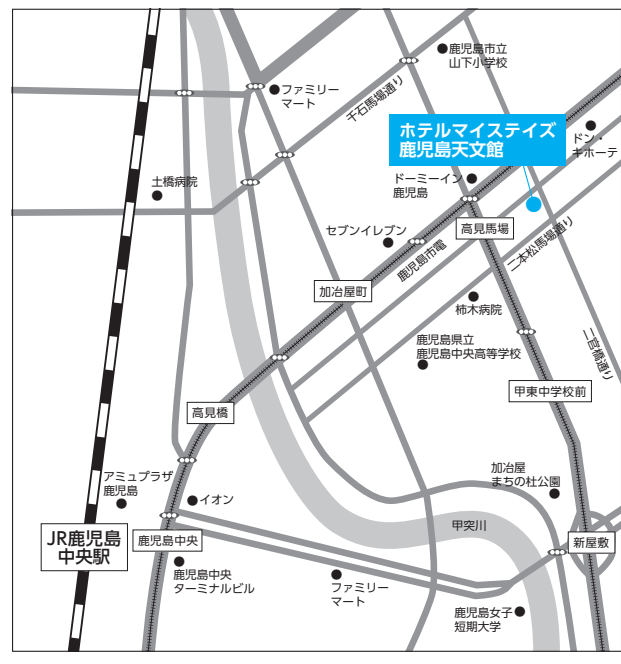 鹿児島市立
山下小学校
ファミリー
マート
千石馬場通り
ホテルマイステイズ
鹿児島天文館
ドン・
キホーテ
土橋病院
ドーミーイン
鹿児島
高見馬場
セブンイレブン
鹿児島市電
二本松馬場通り
加冶屋町
柿木病院
鹿児島県立
鹿児島中央高等学校
二官橋通り
甲東中学校前
高見橋
アミュプラザ
鹿児島
イオン
加冶屋
まちの杜公園
JR鹿児島
中央駅
鹿児島中央
甲突川
新屋敷
鹿児島中央
ターミナルビル
ファミリー
マート
鹿児島女子
短期大学